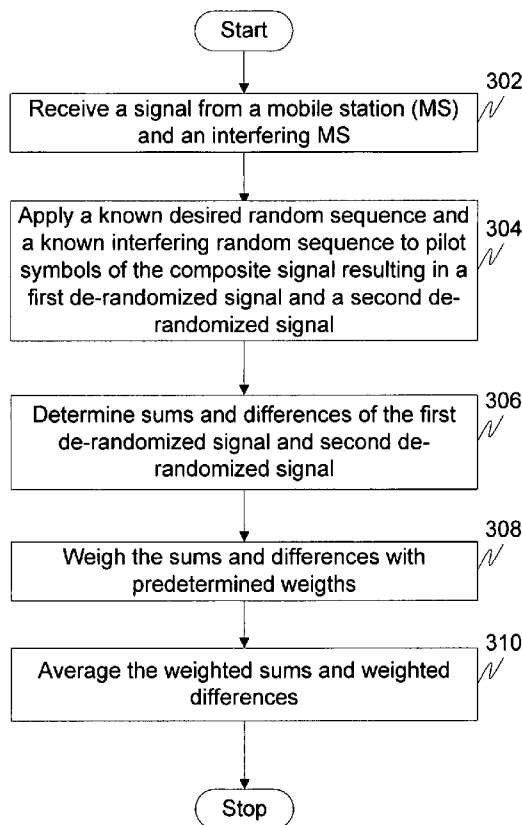 Start
302
Receive a signal from a mobile station (MS)
and an interfering MS
304
Apply a known desired random sequence and
a known interfering random sequence to pilot
symbols of the composite signal resulting in a
first de-randomized signal and a second de-
randomized signal
306
Determine sums and differences of the first
de-randomized signal and second de-
randomized signal
308
Weigh the sums and differences with
predetermined weigths
310
Average the weighted sums and weighted
differences
Stop